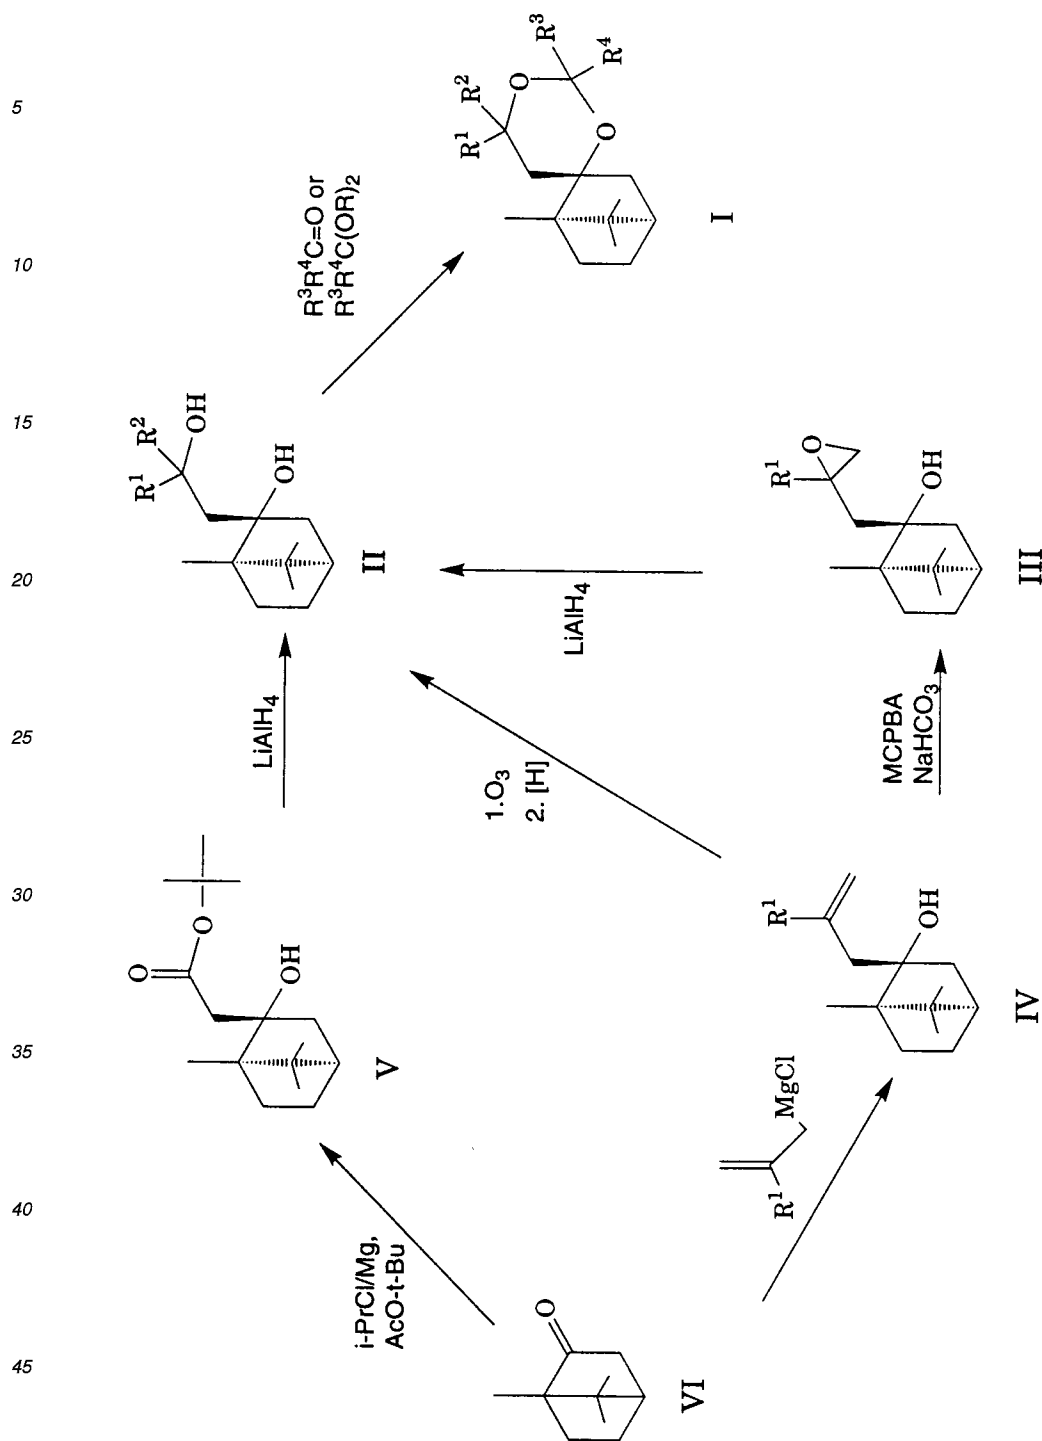 5
10
15
20
25
30
35
40
45
VI
O
i-PrCl/Mg,
AcO-t-Bu
R¹
MgCl
V
O
O
OH
IV
R¹
OH
LiAlH₄
1.O₃
2. [H]
MCPBA
NaHCO₃
II
R¹
R²
OH
OH
LiAlH₄
III
R¹
O
OH
R³R⁴C=O or
R³R⁴C(OR)₂
I
R¹
R²
O
O
R³
R⁴